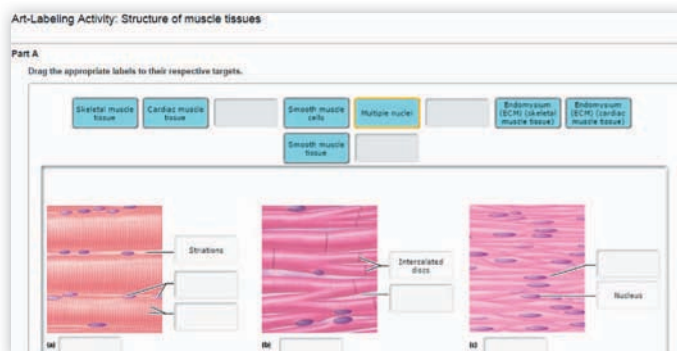 Art-Labeling Activity: Structure of muscle tissues
Part A
Drag the appropriate labels to their respective targets.
Skeletal muscle
tissue
Cardiac muscle
tissue
Smooth muscle
cells
Multiple nuclei
Endomysium
(ECM) (skeletal
muscle tissue)
Endomysium
(ECM) (cardiac
muscle tissue)
Smooth muscle
tissue
Striations
Intercalated
discs
Nucleus
(a)
(b)
(c)